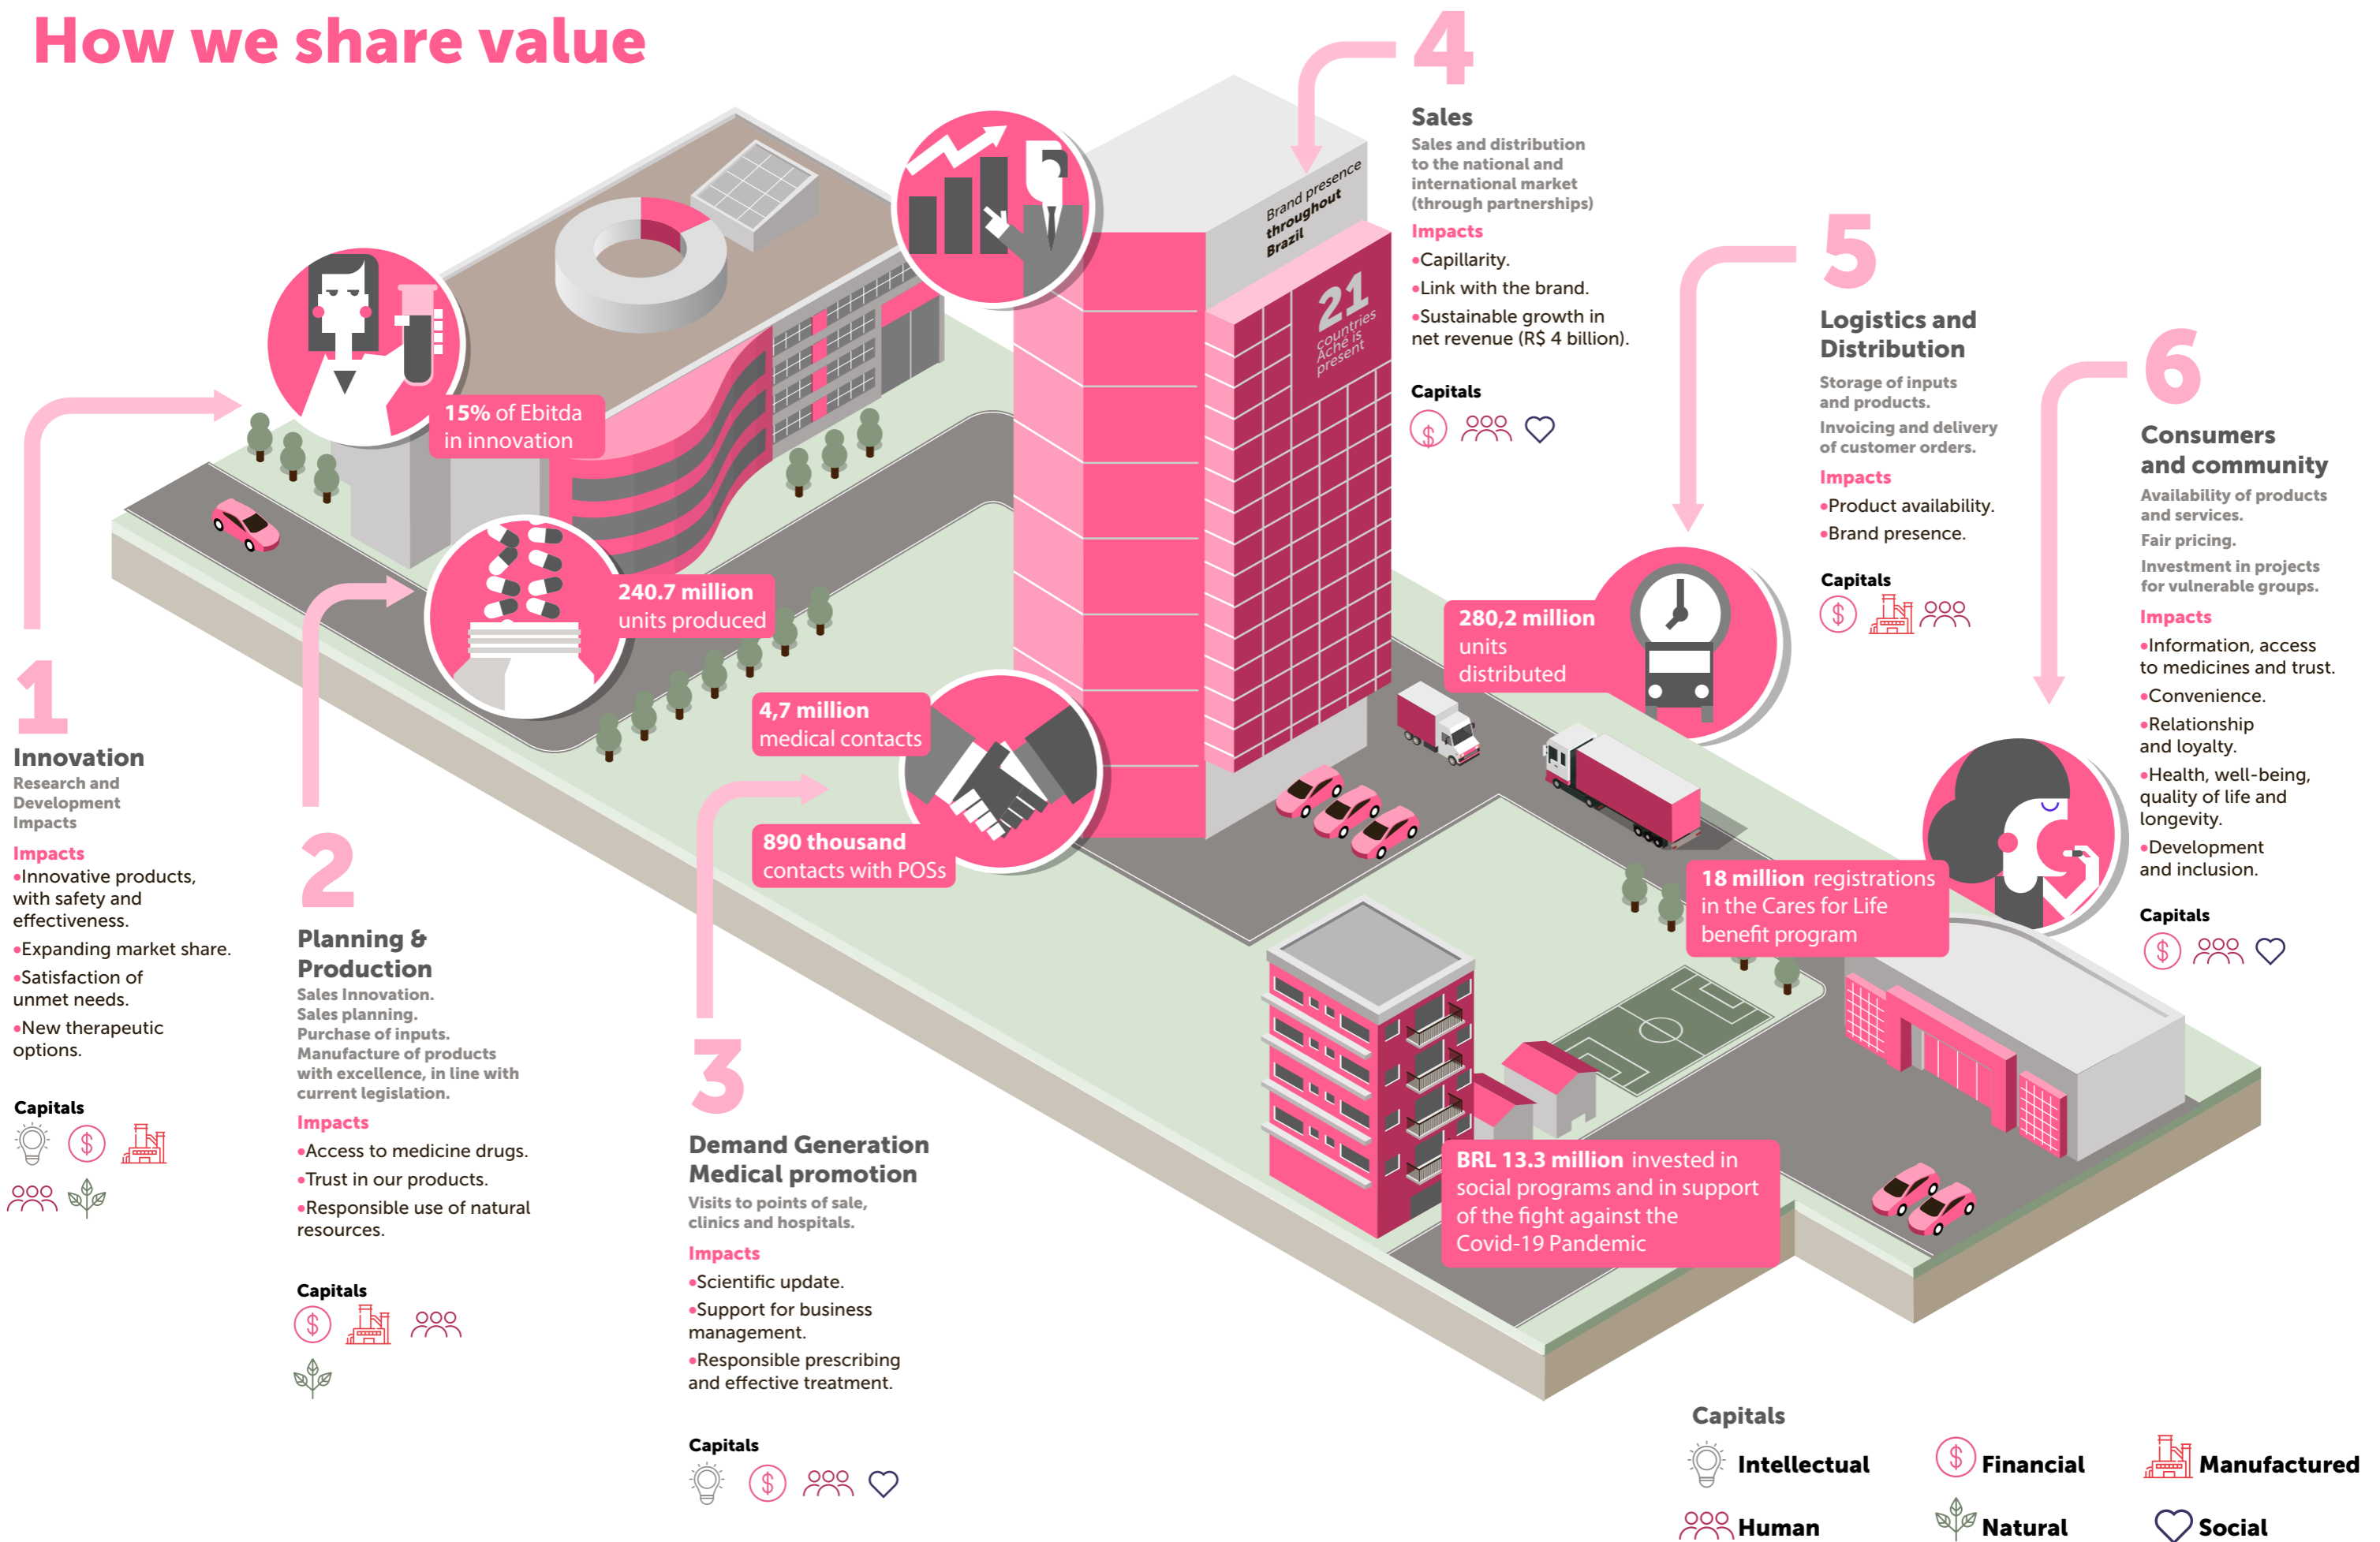 How we share value
1
Innovation
Research and
Development
Impacts
Impacts
•Innovative products,
with safety and
effectiveness.
•Expanding market share.
•Satisfaction of
unmet needs.
•New therapeutic
options.
Capitals
15% of Ebitda
in innovation
2
Planning &
Production
Sales Innovation.
Sales planning.
Purchase of inputs.
Manufacture of products
with excellence, in line with
current legislation.
Impacts
•Access to medicine drugs.
•Trust in our products.
•Responsible use of natural
resources.
Capitals
240.7 million
units produced
3
Demand Generation
Medical promotion
Visits to points of sale,
clinics and hospitals.
Impacts
•Scientific update.
•Support for business
management.
•Responsible prescribing
and effective treatment.
Capitals
4,7 million
medical contacts
890 thousand
contacts with POSs
4
Sales
Sales and distribution
to the national and
international market
(through partnerships)
Impacts
•Capillarity.
•Link with the brand.
•Sustainable growth in
net revenue (R$ 4 billion).
Capitals
Brand presence
throughout
Brazil
21
countries
Aché is
present
5
Logistics and
Distribution
Storage of inputs
and products.
Invoicing and delivery
of customer orders.
Impacts
•Product availability.
•Brand presence.
Capitals
280,2 million
units
distributed
6
Consumers
and community
Availability of products
and services.
Fair pricing.
Investment in projects
for vulnerable groups.
Impacts
•Information, access
to medicines and trust.
•Convenience.
•Relationship
and loyalty.
•Health, well-being,
quality of life and
longevity.
•Development
and inclusion.
Capitals
18 million registrations
in the Cares for Life
benefit program
BRL 13.3 million invested in
social programs and in support
of the fight against the
Covid-19 Pandemic
Capitals
Intellectual
Financial
Manufactured
Human
Natural
Social